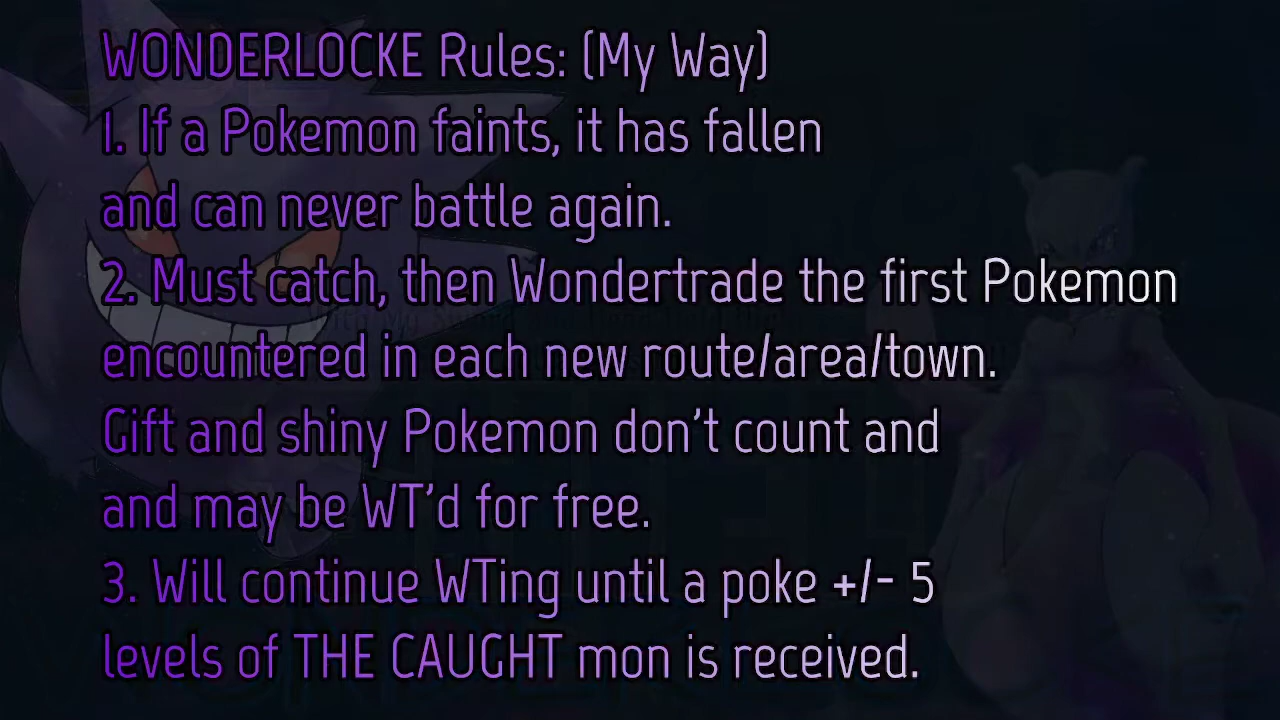 WONDERLOCKE Rules: (My Way)
1. If a Pokemon faints, it has fallen
and can never battle again.
2. Must catch, then Wondertrade the first Pokemon
encountered in each new route/area/town.
Gift and shiny Pokemon don't count and
and may be WT'd for free.
3. Will continue WTing until a poke +/- 5
levels of THE CAUGHT mon is received.